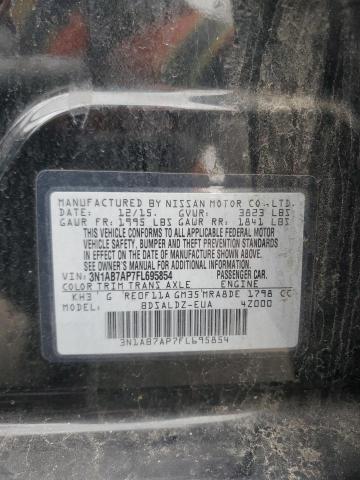 MANUFACTURED BY NISSAN MOTOR CO.,LTD.
DATE: 12/15. GVWR: 3823 LBS
GAWR FR: 1995 LBS GAWR RR: 1841 LBS
THIS VEHICLE CONFORMS TO ALL APPLICABLE FEDERAL MOTOR
VEHICLE SAFETY, BUMPER AND THEFT PREVENTION STANDARDS
IN EFFECT ON THE DATE OF MANUFACTURE SHOWN ABOVE.
SEE OWNER'S MANUAL FOR ADDITIONAL INFORMATION.
VIN: 3N1AB7AP7FL695854 PASSENGER CAR.
COLOR TRIM TRANS AXLE ENGINE
KH3 G RE0F11A GM35 MRA8DE 1798 CC
MODEL: BDSALDZ-EUA 4Z000
3N1AB7AP7FL695854